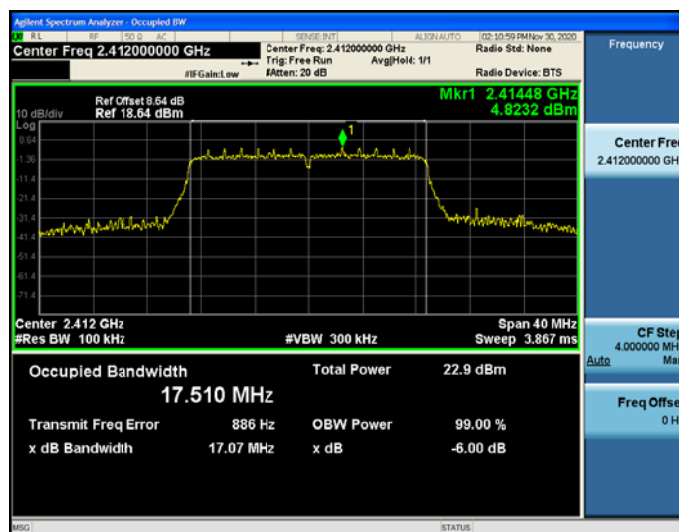 Agilent Spectrum Analyzer - Occupied BW
RL RF 50 Ω AC SENSE:INT ALIGN AUTO 02:10:59 PM Nov 30, 2020
Center Freq 2.412000000 GHz
Center Freq: 2.412000000 GHz
Radio Std: None
Trig: Free Run Avg|Hold: 1/1
#IFGain:Low #Atten: 20 dB Radio Device: BTS
Frequency
Ref Offset 8.64 dB
Mkr1 2.41448 GHz
10 dB/div Ref 18.64 dBm
4.8232 dBm
Log
8.64
1
-1.36
-11.4
-21.4
-31.4
-41.4
-51.4
-61.4
-71.4
Center 2.412 GHz Span 40 MHz
#Res BW 100 kHz #VBW 300 kHz Sweep 3.867 ms
Occupied Bandwidth Total Power 22.9 dBm
17.510 MHz
Transmit Freq Error 886 Hz OBW Power 99.00 %
x dB Bandwidth 17.07 MHz x dB -6.00 dB
Center Fre
2.412000000 GH
CF Step
4.000000 MH
Auto Ma
Freq Offse
0 H
MSG STATUS